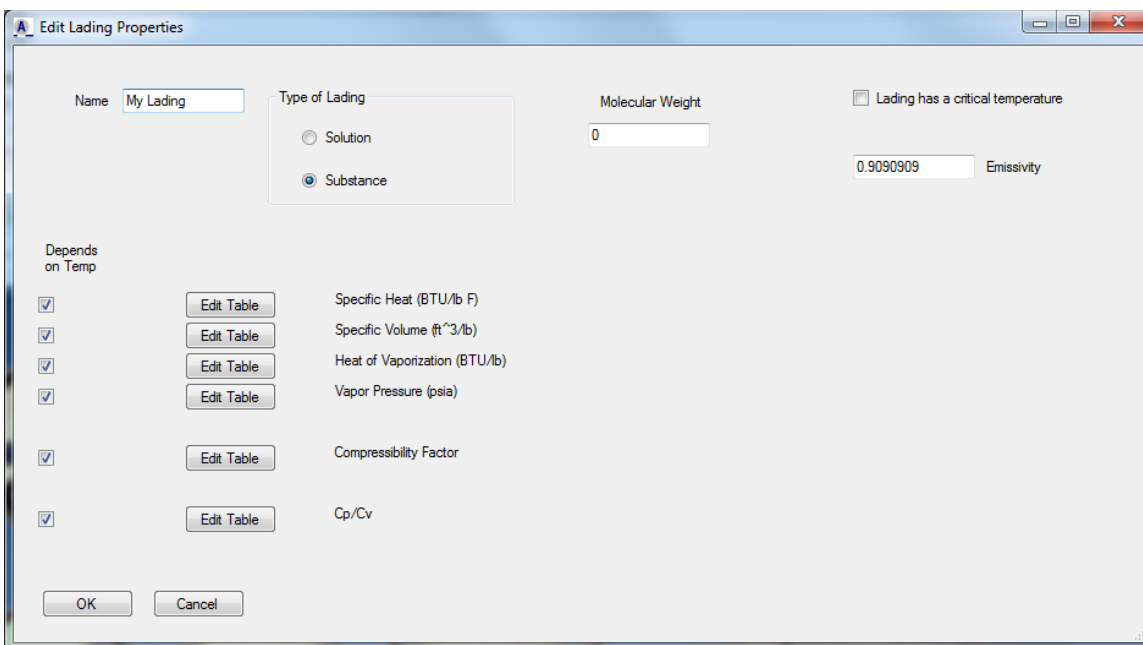 A Edit Lading Properties
Name My Lading Type of Lading Molecular Weight Lading has a critical temperature
Solution 0
0.9090909 Emissivity
Substance
Depends
on Temp
Edit Table Specific Heat (BTU/lb F)
Edit Table Specific Volume (ft^3/lb)
Edit Table Heat of Vaporization (BTU/lb)
Edit Table Vapor Pressure (psia)
Edit Table Compressibility Factor
Edit Table Cp/Cv
OK Cancel